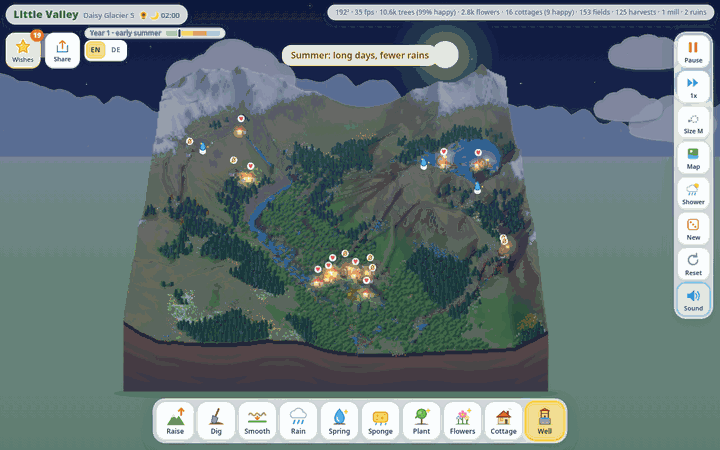 Little Valley Daisy Glacier 5 02:00
192² · 35 fps · 10.6k trees (99% happy) · 2.8k flowers · 16 cottages (9 happy) · 153 fields · 125 harvests · 1 mill · 2 ruins
Year 1 · early summer
19
Wishes
Share
EN DE
Summer: long days, fewer rains
Pause
1x
Size M
Map
Shower
New
Reset
Sound
Raise
Dig
Smooth
Rain
Spring
Sponge
Plant
Flowers
Cottage
Well